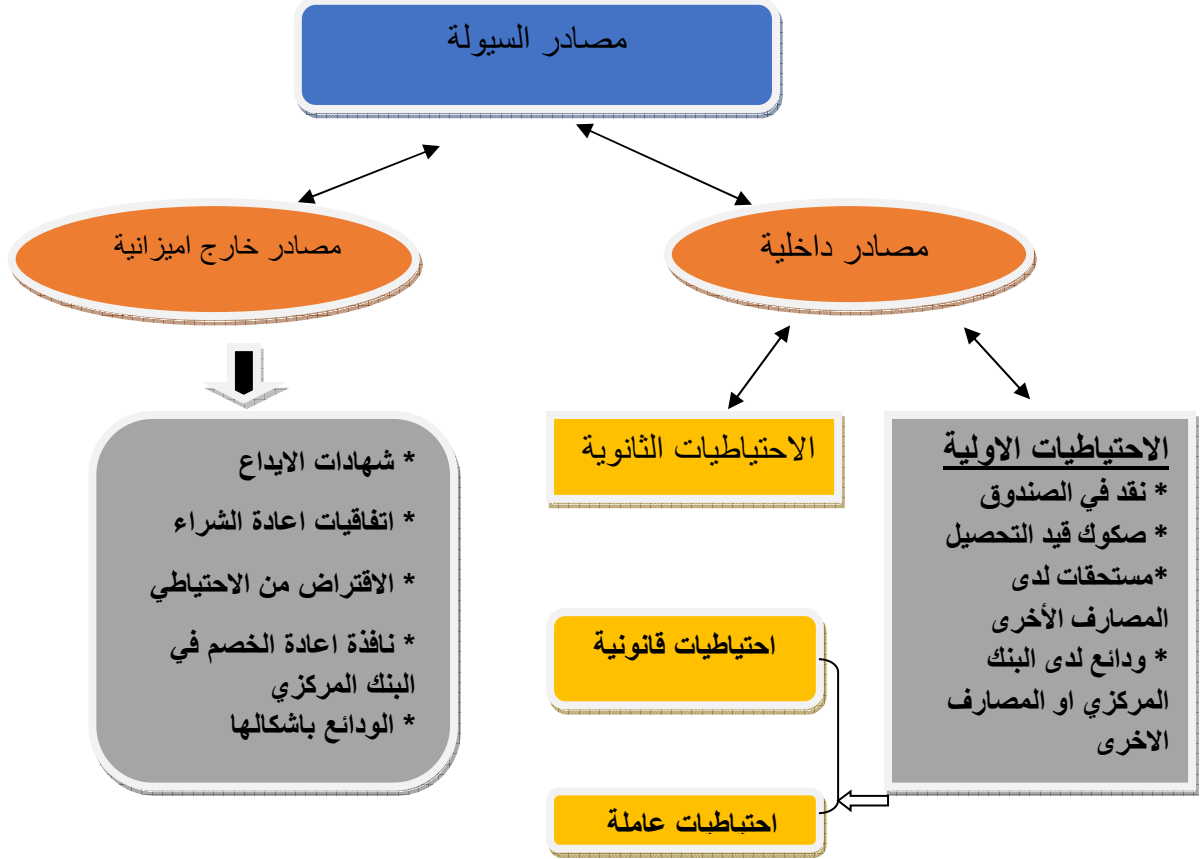 مصادر السيولة
مصادر داخلية
مصادر خارج اميزانية
الاحتياطيات الاولية
* نقد في الصندوق
* صكوك قيد التحصيل
*مستحقات لدى
المصارف الأخرى
* ودائع لدى البنك
المركزي او المصارف
الاخرى
الاحتياطيات الثانوية
احتياطيات قانونية
احتباطبات عاملة
* شهادات الايداع
* اتفاقيات اعادة الشراء
* الاقتراض من الاحتياطي
* نافذة اعادة الخصم في
البنك المركزي
* الودائع باشكالها